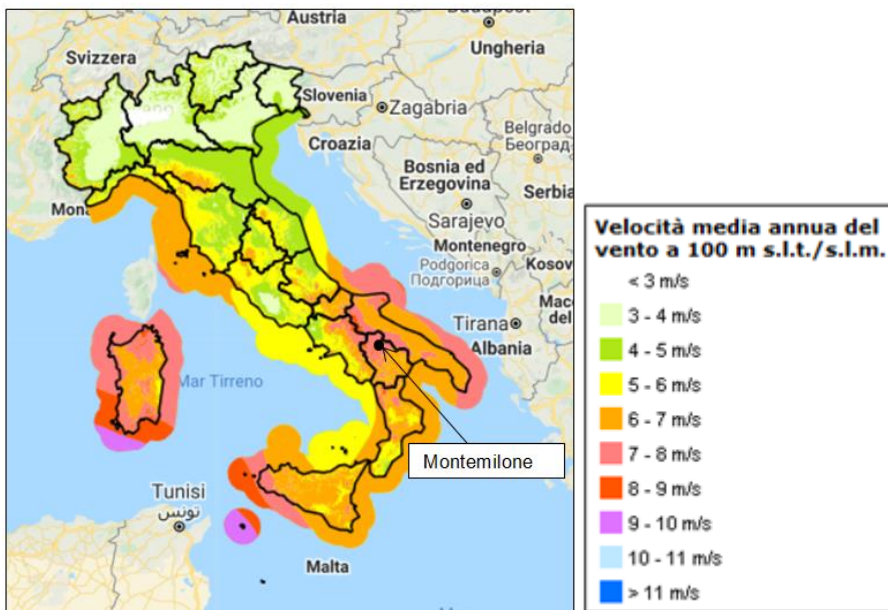 Austria
Budapest
Svizzera
Ungheria
Slovenia
Zagabria
Croazia
Belgrado
Београд
Bosnia ed
Erzegovina
Serbia
Mona
Sarajevo
Montenegro
Podgorica
Подгорица
Kosov
Tirana
Albania
Mar Tirreno
Montemilone
Tunisi
تونس
Malta
Velocità media annua del
vento a 100 m s.l.t./s.l.m.
< 3 m/s
3 - 4 m/s
4 - 5 m/s
5 - 6 m/s
6 - 7 m/s
7 - 8 m/s
8 - 9 m/s
9 - 10 m/s
10 - 11 m/s
> 11 m/s